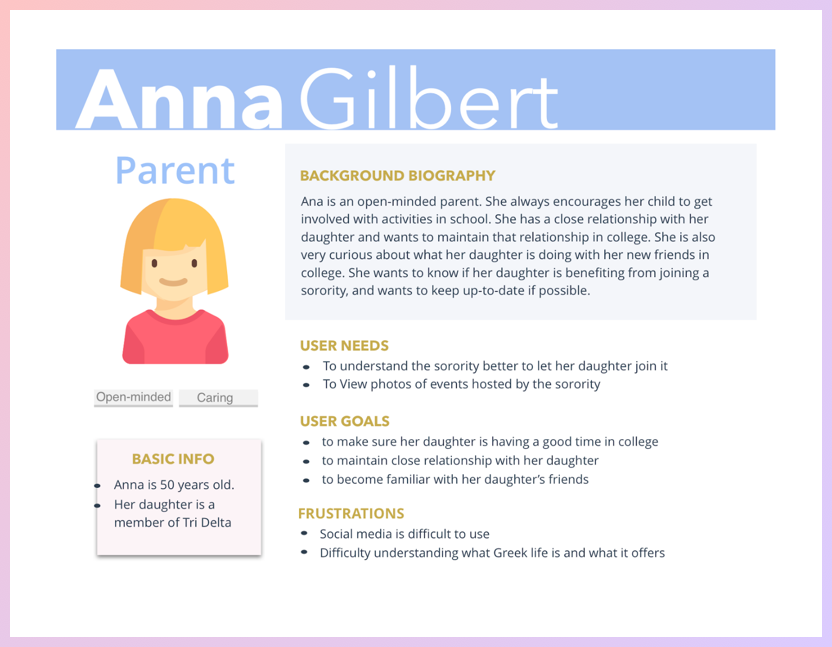 Anna Gilbert
Parent
Open-minded
Caring
BASIC INFO
• Anna is 50 years old.
• Her daughter is a
member of Tri Delta
BACKGROUND BIOGRAPHY
Ana is an open-minded parent. She always encourages her child to get
involved with activities in school. She has a close relationship with her
daughter and wants to maintain that relationship in college. She is also
very curious about what her daughter is doing with her new friends in
college. She wants to know if her daughter is benefiting from joining a
sorority, and wants to keep up-to-date if possible.
USER NEEDS
• To understand the sorority better to let her daughter join it
• To View photos of events hosted by the sorority
USER GOALS
• to make sure her daughter is having a good time in college
• to maintain close relationship with her daughter
• to become familiar with her daughter’s friends
FRUSTRATIONS
• Social media is difficult to use
• Difficulty understanding what Greek life is and what it offers